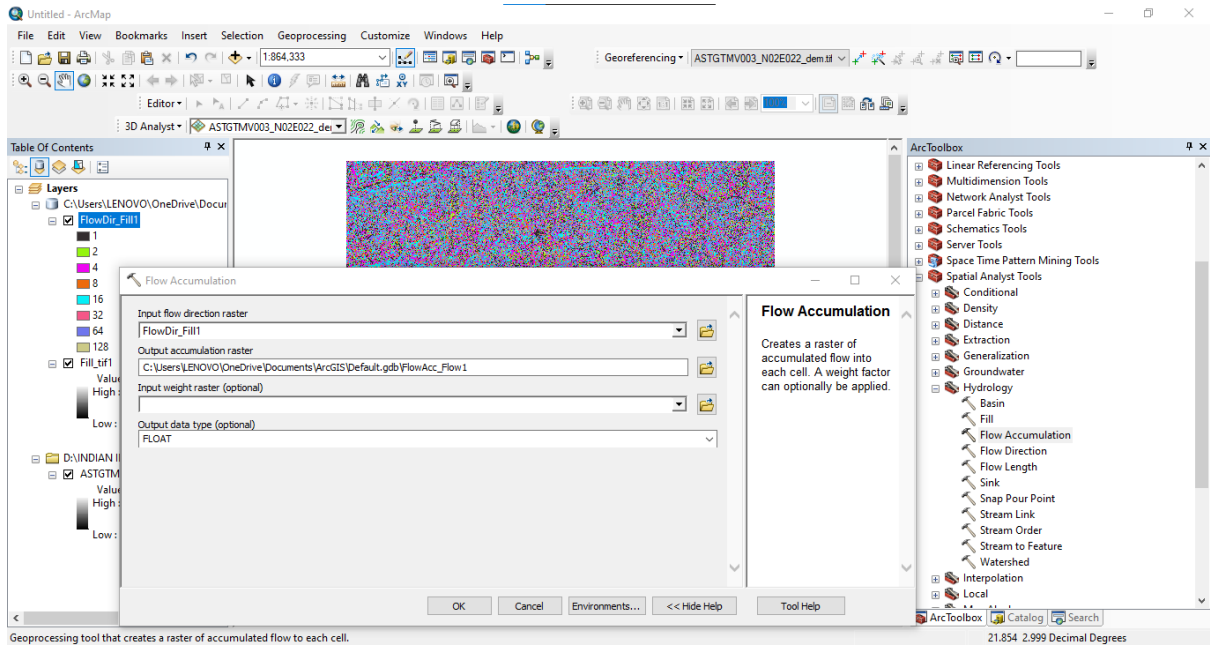 Untitled - ArcMap
File Edit View Bookmarks Insert Selection Geoprocessing Customize Windows Help
1:864,333
Georeferencing
ASTGTMV003_N02E022_dem.tif
Editor
3D Analyst
ASTGTMV003_N02E022_de
Table Of Contents
Layers
C:\Users\LENOVO\OneDrive\Docur
FlowDir_Fill1
1
2
4
8
16
32
64
128
Fill_tif1
Value
High :
Low :
D:\INDIAN II
ASTGTM
Value
High :
Low :
Flow Accumulation
Input flow direction raster
FlowDir_Fill1
Output accumulation raster
C:\Users\LENOVO\OneDrive\Documents\ArcGIS\Default.gdb\FlowAcc_Flow1
Input weight raster (optional)
Output data type (optional)
FLOAT
OK Cancel Environments... << Hide Help Tool Help
Flow Accumulation
Creates a raster of
accumulated flow into
each cell. A weight factor
can optionally be applied.
ArcToolbox
Linear Referencing Tools
Multidimension Tools
Network Analyst Tools
Parcel Fabric Tools
Schematics Tools
Server Tools
Space Time Pattern Mining Tools
Spatial Analyst Tools
Conditional
Density
Distance
Extraction
Generalization
Groundwater
Hydrology
Basin
Fill
Flow Accumulation
Flow Direction
Flow Length
Sink
Snap Pour Point
Stream Link
Stream Order
Stream to Feature
Watershed
Interpolation
Local
ArcToolbox Catalog Search
Geoprocessing tool that creates a raster of accumulated flow to each cell.
21.854 2.999 Decimal Degrees